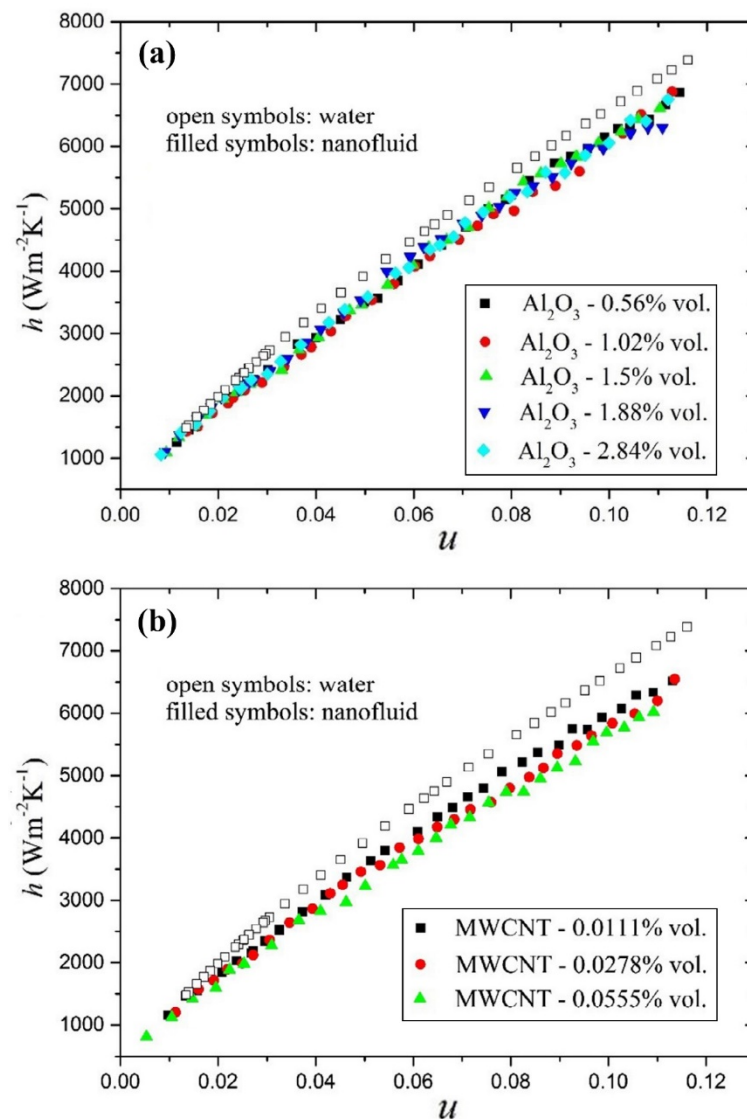 (a)
open symbols: water
filled symbols: nanofluid
8000
7000
6000
5000
4000
3000
2000
1000
h (Wm⁻²K⁻¹)
Al₂O₃ - 0.56% vol.
Al₂O₃ - 1.02% vol.
Al₂O₃ - 1.5% vol.
Al₂O₃ - 1.88% vol.
Al₂O₃ - 2.84% vol.
0.00 0.02 0.04 0.06 0.08 0.10 0.12
u
(b)
open symbols: water
filled symbols: nanofluid
8000
7000
6000
5000
4000
3000
2000
1000
h (Wm⁻²K⁻¹)
MWCNT - 0.0111% vol.
MWCNT - 0.0278% vol.
MWCNT - 0.0555% vol.
0.00 0.02 0.04 0.06 0.08 0.10 0.12
u